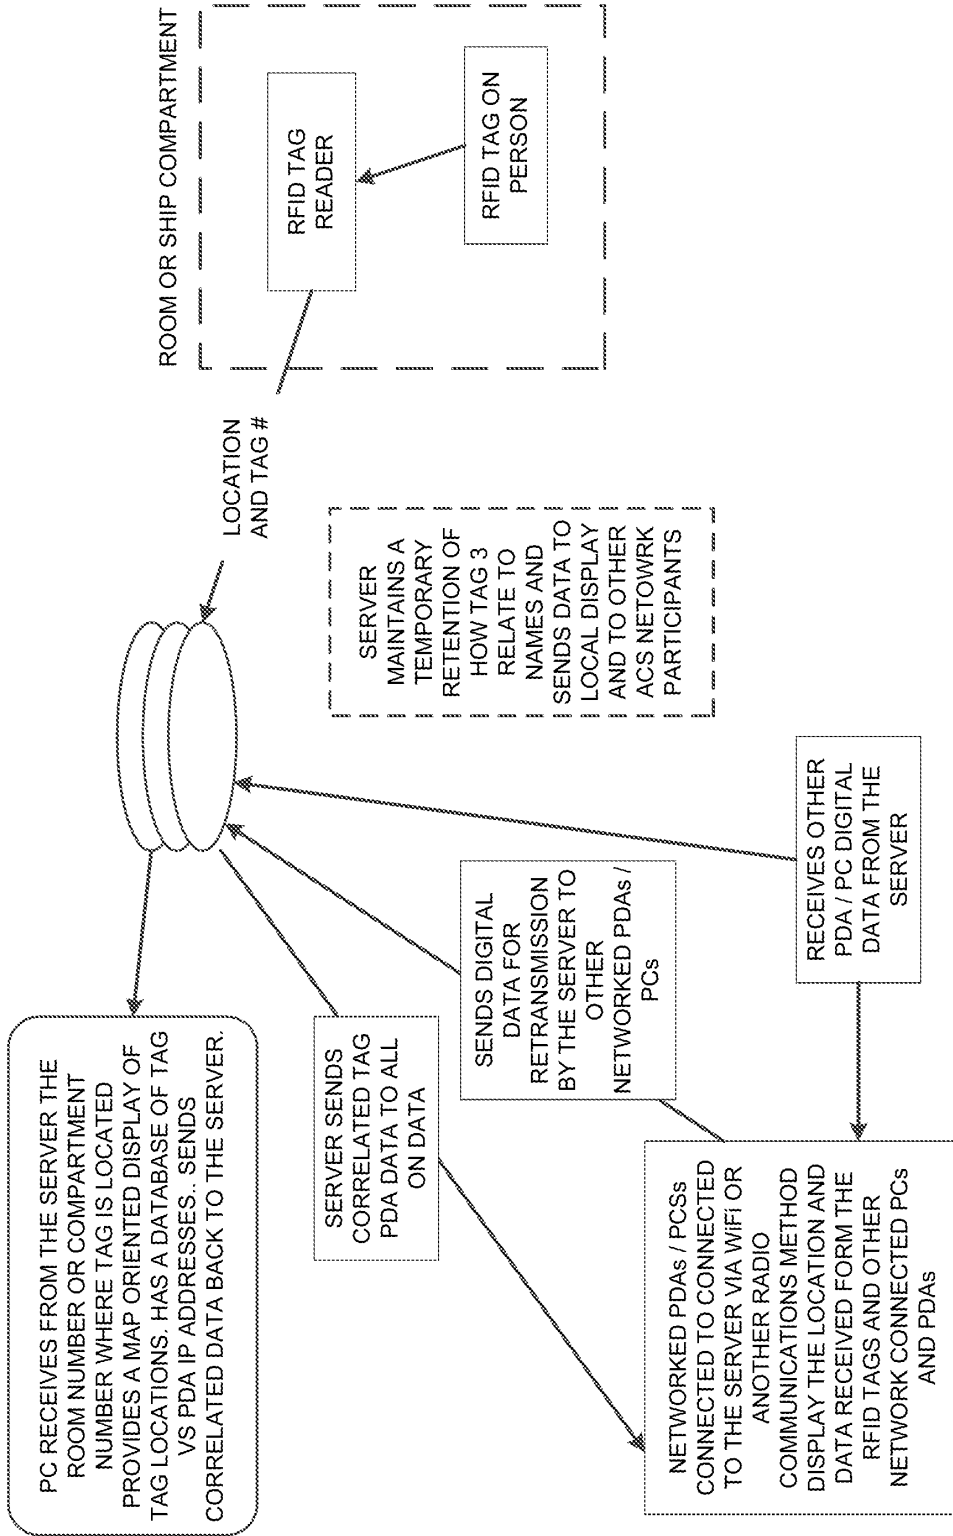 PC RECEIVES FROM THE SERVER THE
ROOM NUMBER OR COMPARTMENT
NUMBER WHERE TAG IS LOCATED
PROVIDES A MAP ORIENTED DISPLAY OF
TAG LOCATIONS. HAS A DATABASE OF TAG
VS PDA IP ADDRESSES.. SENDS
CORRELATED DATA BACK TO THE SERVER.
SERVER SENDS
CORRELATED TAG
PDA DATA TO ALL
ON DATA
SENDS DIGITAL
DATA FOR
RETRANSMISSION
BY THE SERVER TO
OTHER
NETWORKED PDAs /
PCs
NETWORKED PDAs / PCSs
CONNECTED TO CONNECTED
TO THE SERVER VIA WiFi OR
ANOTHER RADIO
COMMUNICATIONS METHOD
DISPLAY THE LOCATION AND
DATA RECEIVED FORM THE
RFID TAGS AND OTHER
NETWORK CONNECTED PCs
AND PDAs
RECEIVES OTHER
PDA / PC DIGITAL
DATA FROM THE
SERVER
SERVER
MAINTAINS A
TEMPORARY
RETENTION OF
HOW TAG 3
RELATE TO
NAMES AND
SENDS DATA TO
LOCAL DISPLAY
AND TO OTHER
ACS NETOWRK
PARTICIPANTS
LOCATION
AND TAG #
ROOM OR SHIP COMPARTMENT
RFID TAG
READER
RFID TAG ON
PERSON